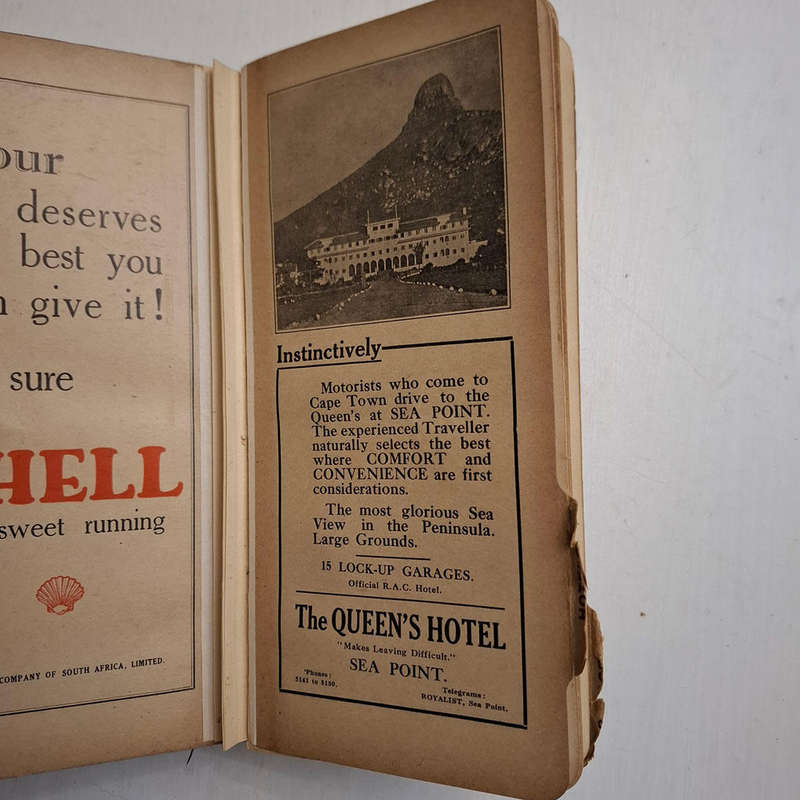 our
deserves
best you
n give it!
sure
HELL
sweet running
COMPANY OF SOUTH AFRICA, LIMITED.
Instinctively
Motorists who come to
Cape Town drive to the
Queen's at SEA POINT.
The experienced Traveller
naturally selects the best
where COMFORT and
CONVENIENCE are first
considerations.
The most glorious Sea
View in the Peninsula.
Large Grounds.
15 LOCK-UP GARAGES.
Official R.A.C. Hotel.
The QUEEN'S HOTEL
"Makes Leaving Difficult."
SEA POINT.
'Phones:
5141 to 5150.
Telegrams:
ROYALIST, Sea Point.